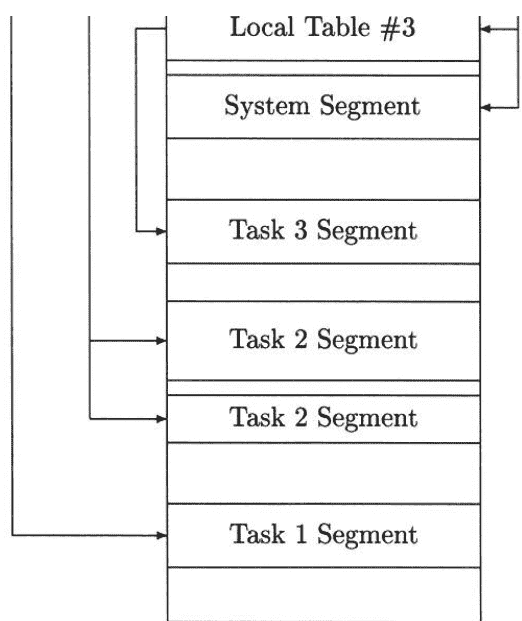 Local Table #3
System Segment
Task 3 Segment
Task 2 Segment
Task 2 Segment
Task 1 Segment